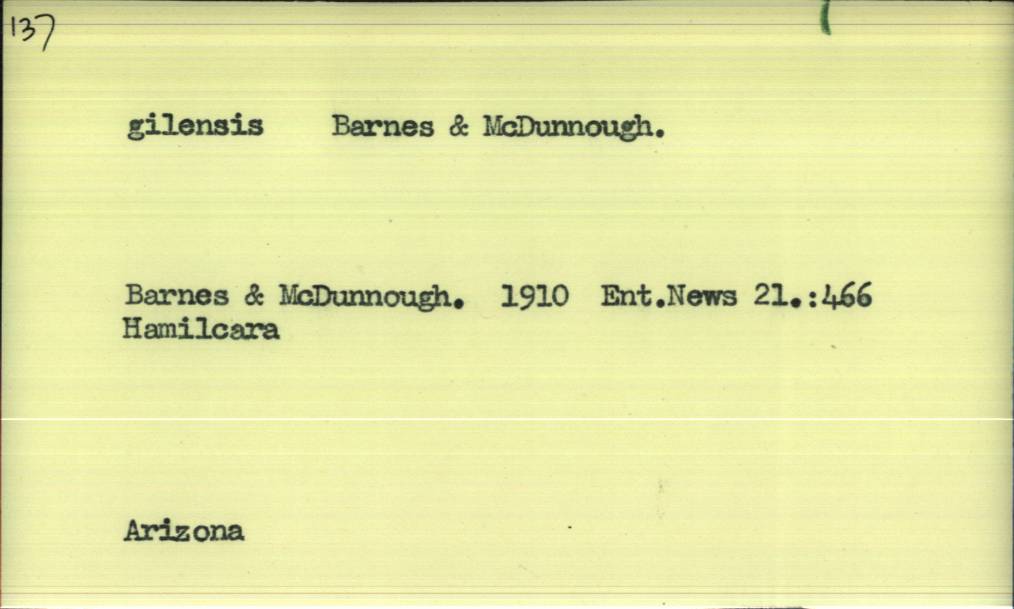 137
gilensis Barnes & McDunnough.
Barnes & McDunnough. 1910 Ent.News 21.:466
Hamilcara
Arizona